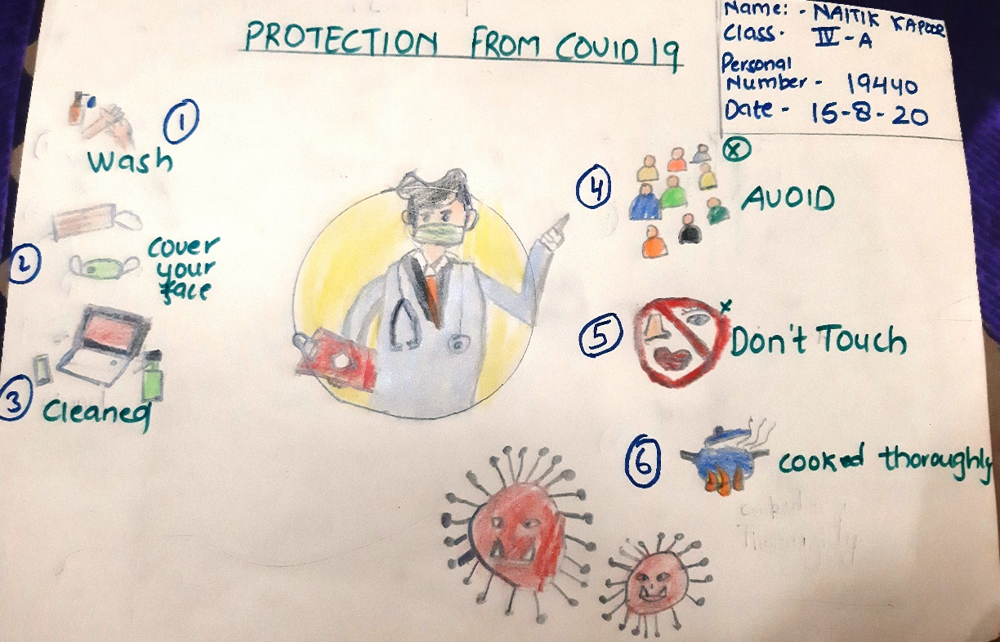 PROTECTION FROM COVID 19
Name: - NAITIK KAPOOR
Class - IV - A
Personal
Number - 19440
Date - 15-8-20
1
Wash
2
Cover
your
face
3
Cleaned
4
x
AVOID
5
x
Don't Touch
6
cooked thoroughly